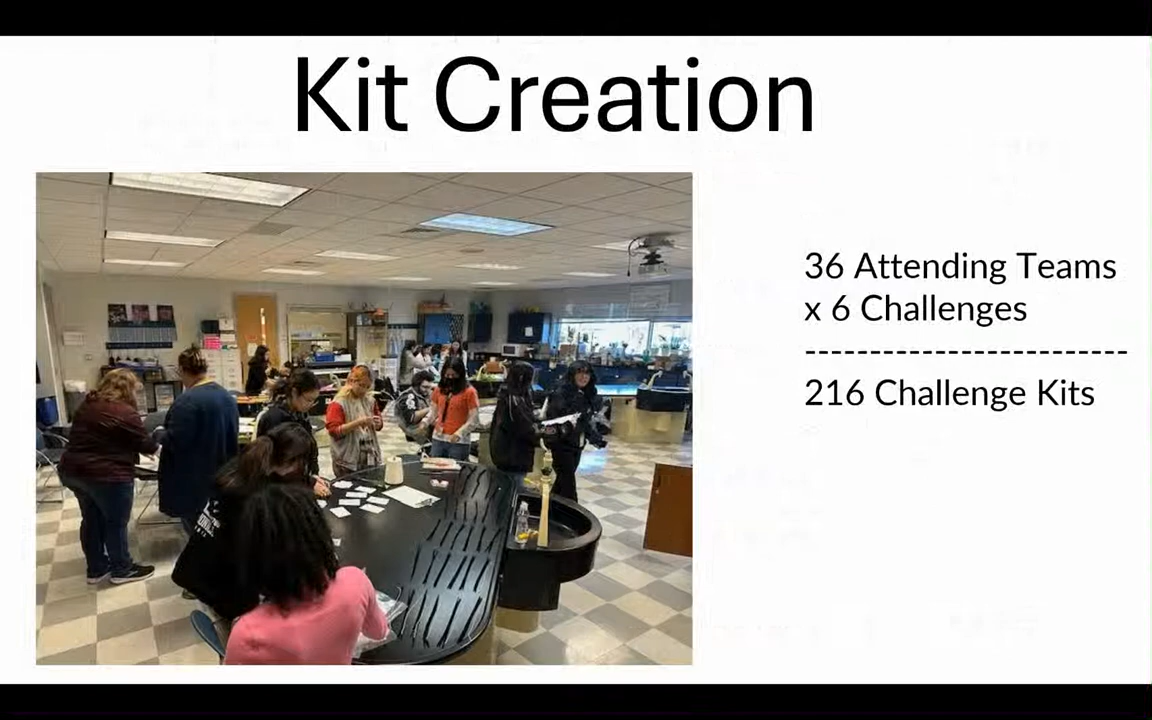 Kit Creation
36 Attending Teams
x 6 Challenges
-------------------------
216 Challenge Kits